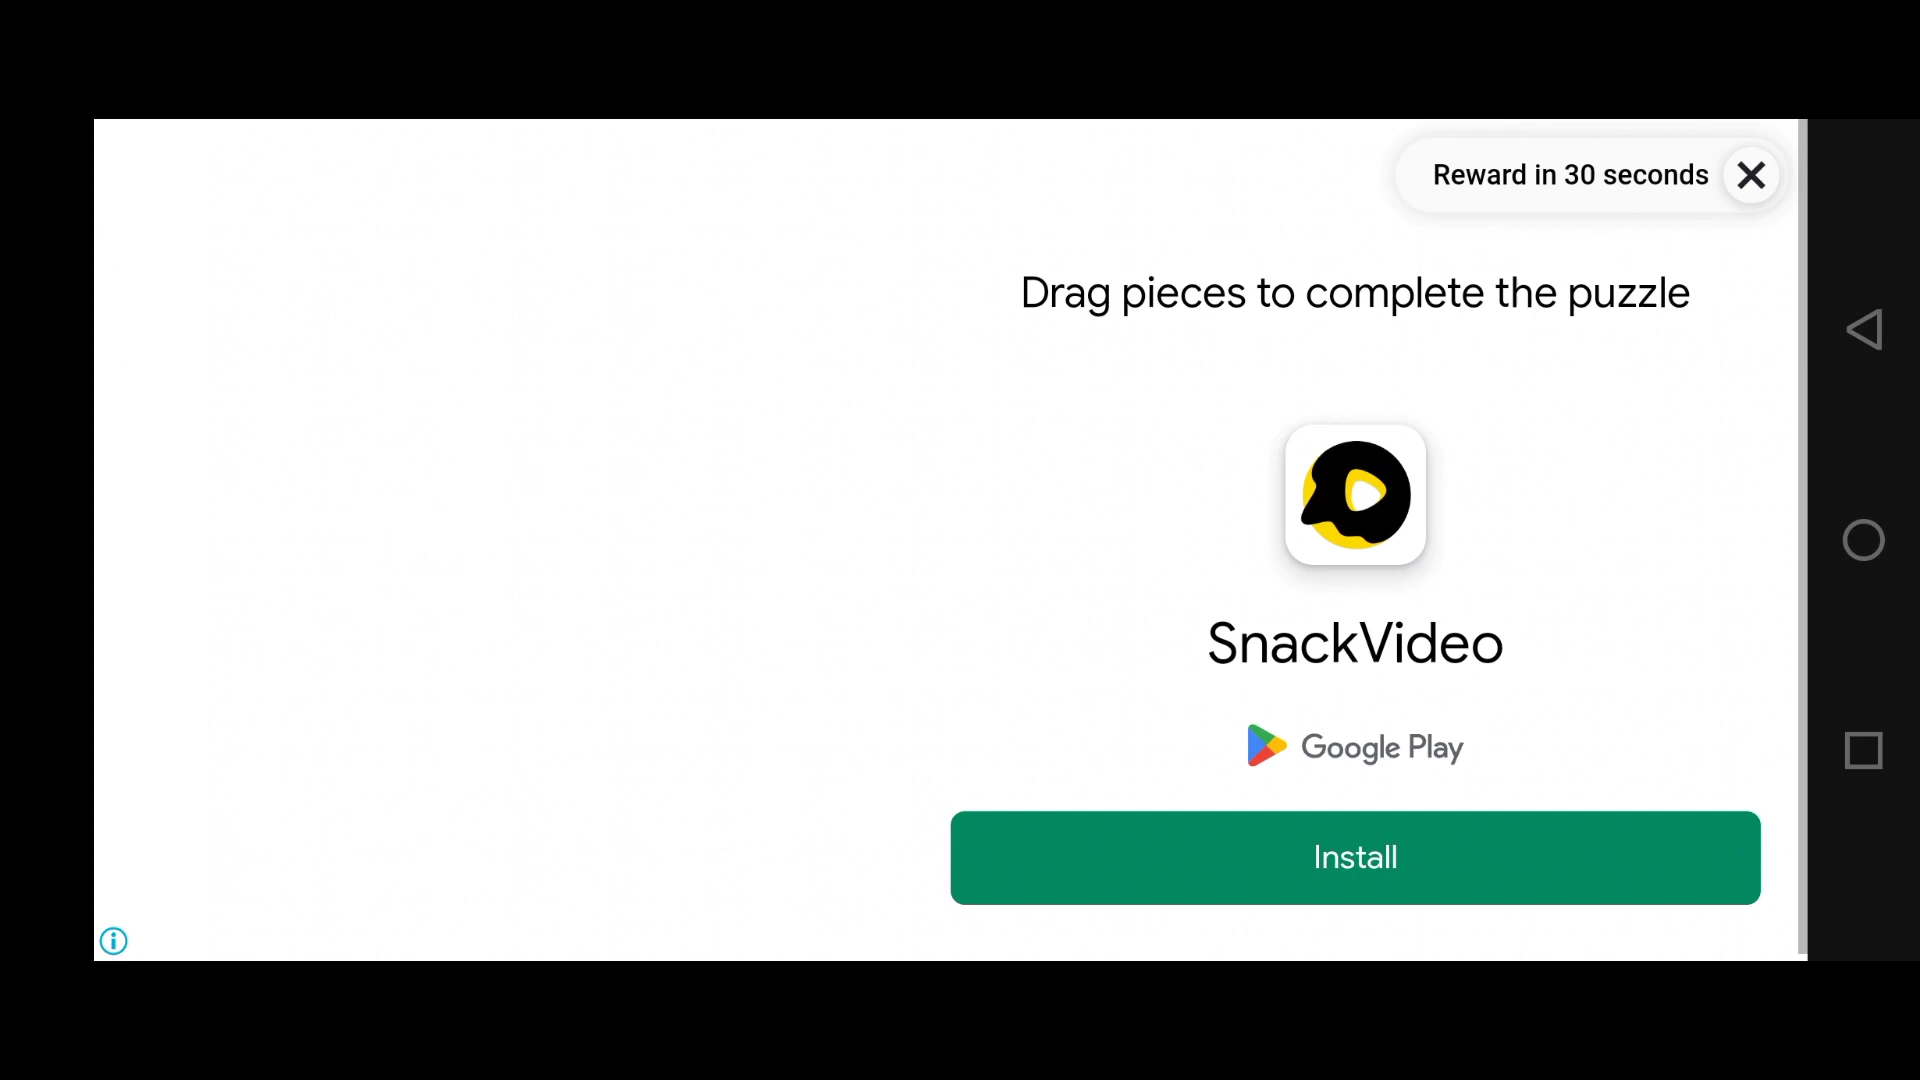 Reward in 30 seconds
Drag pieces to complete the puzzle
SnackVideo
Google Play
Install